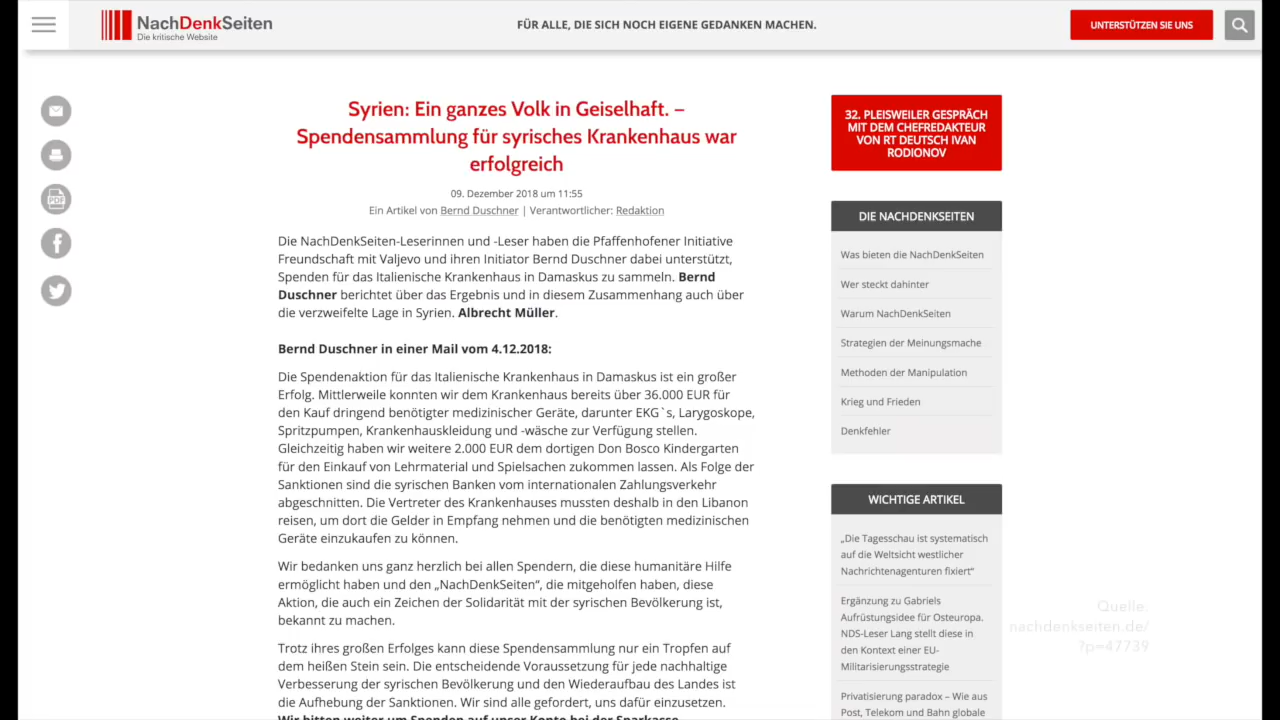 NachDenkSeiten
Die kritische Website
FÜR ALLE, DIE SICH NOCH EIGENE GEDANKEN MACHEN.
UNTERSTÜTZEN SIE UNS
Syrien: Ein ganzes Volk in Geiselhaft. –
Spendensammlung für syrisches Krankenhaus war
erfolgreich
09. Dezember 2018 um 11:55
Ein Artikel von Bernd Duschner | Verantwortlicher: Redaktion
Die NachDenkSeiten-Leserinnen und -Leser haben die Pfaffenhofener Initiative
Freundschaft mit Valjevo und ihren Initiator Bernd Duschner dabei unterstützt,
Spenden für das Italienische Krankenhaus in Damaskus zu sammeln. Bernd
Duschner berichtet über das Ergebnis und in diesem Zusammenhang auch über
die verzweifelte Lage in Syrien. Albrecht Müller.
Bernd Duschner in einer Mail vom 4.12.2018:
Die Spendenaktion für das Italienische Krankenhaus in Damaskus ist ein großer
Erfolg. Mittlerweile konnten wir dem Krankenhaus bereits über 36.000 EUR für
den Kauf dringend benötigter medizinischer Geräte, darunter EKG`s, Larygoskope,
Spritzpumpen, Krankenhauskleidung und -wäsche zur Verfügung stellen.
Gleichzeitig haben wir weitere 2.000 EUR dem dortigen Don Bosco Kindergarten
für den Einkauf von Lehrmaterial und Spielsachen zukommen lassen. Als Folge der
Sanktionen sind die syrischen Banken vom internationalen Zahlungsverkehr
abgeschnitten. Die Vertreter des Krankenhauses mussten deshalb in den Libanon
reisen, um dort die Gelder in Empfang nehmen und die benötigten medizinischen
Geräte einzukaufen zu können.
Wir bedanken uns ganz herzlich bei allen Spendern, die diese humanitäre Hilfe
ermöglicht haben und den „NachDenkSeiten“, die mitgeholfen haben, diese
Aktion, die auch ein Zeichen der Solidarität mit der syrischen Bevölkerung ist,
bekannt zu machen.
Trotz ihres großen Erfolges kann diese Spendensammlung nur ein Tropfen auf
dem heißen Stein sein. Die entscheidende Voraussetzung für jede nachhaltige
Verbesserung der syrischen Bevölkerung und den Wiederaufbau des Landes ist
die Aufhebung der Sanktionen. Wir sind alle gefordert, uns dafür einzusetzen.
Wir bitten weiter um Spenden auf unser Konto bei der Sparkasse
32. PLEISWEILER GESPRÄCH
MIT DEM CHEFREDAKTEUR
VON RT DEUTSCH IVAN
RODIONOV
DIE NACHDENKSEITEN
Was bieten die NachDenkSeiten
Wer steckt dahinter
Warum NachDenkSeiten
Strategien der Meinungsmache
Methoden der Manipulation
Krieg und Frieden
Denkfehler
WICHTIGE ARTIKEL
„Die Tagesschau ist systematisch
auf die Weltsicht westlicher
Nachrichtenagenturen fixiert“
Ergänzung zu Gabriels
Aufrüstungsidee für Osteuropa.
NDS-Leser Lang stellt diese in
den Kontext einer EU-
Militarisierungsstrategie
Privatisierung paradox – Wie aus
Post, Telekom und Bahn globale
Quelle:
nachdenkseiten.de/
?p=47739
PDF